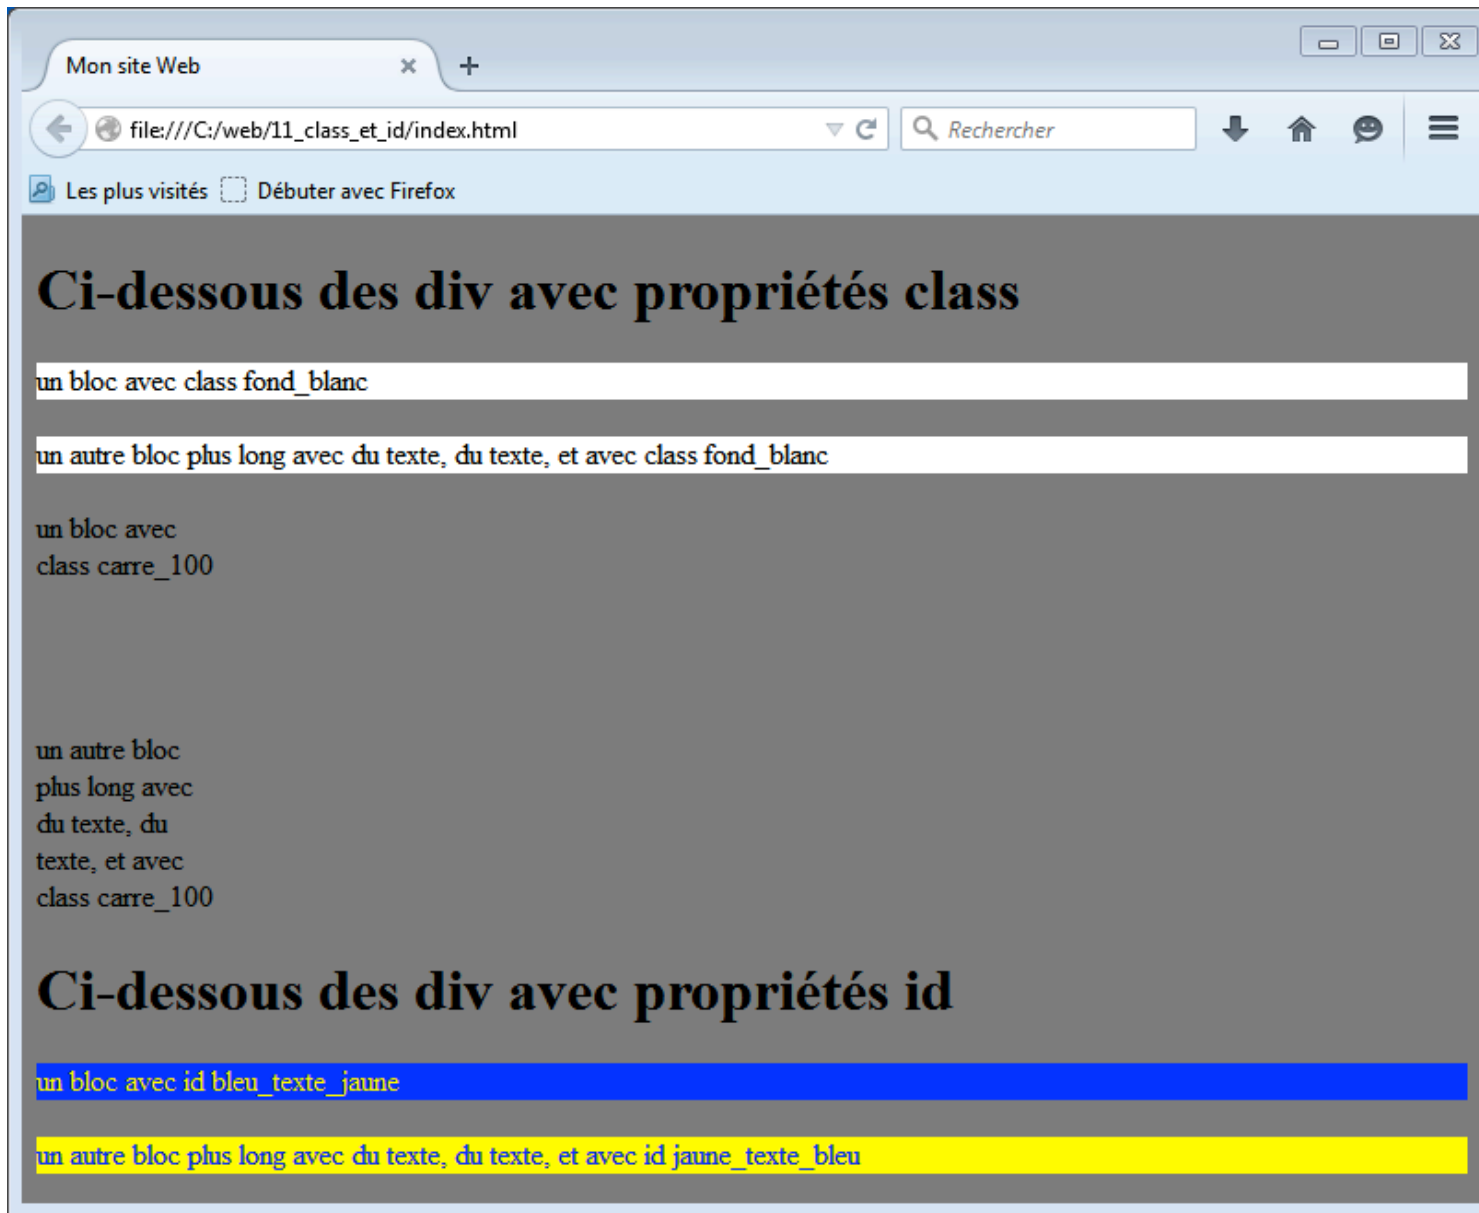 Mon site Web
file:///C:/web/11_class_et_id/index.html
Rechercher
Les plus visités
Débuter avec Firefox
Ci-dessous des div avec propriétés class
un bloc avec class fond_blanc
un autre bloc plus long avec du texte, du texte, et avec class fond_blanc
un bloc avec
class carre_100
un autre bloc
plus long avec
du texte, du
texte, et avec
class carre_100
Ci-dessous des div avec propriétés id
un bloc avec id bleu_texte_jaune
un autre bloc plus long avec du texte, du texte, et avec id jaune_texte_bleu